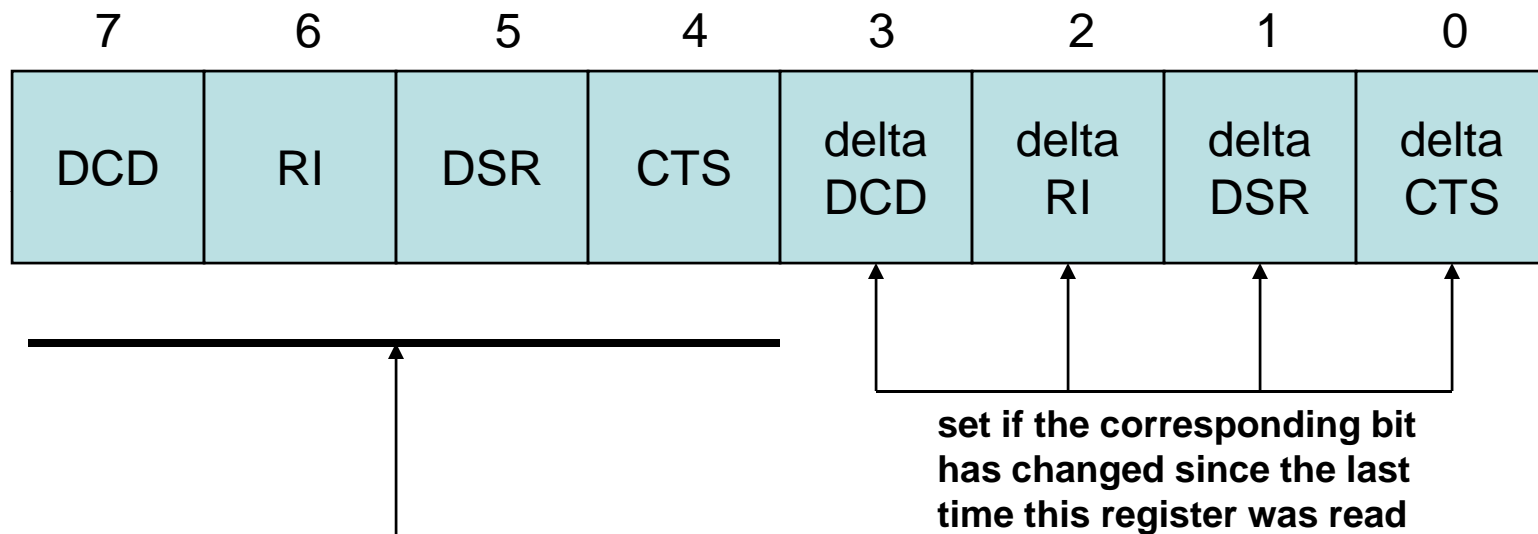 7 6 5 4 3 2 1 0
DCD RI DSR CTS delta DCD delta RI delta DSR delta CTS
set if the corresponding bit
has changed since the last
time this register was read